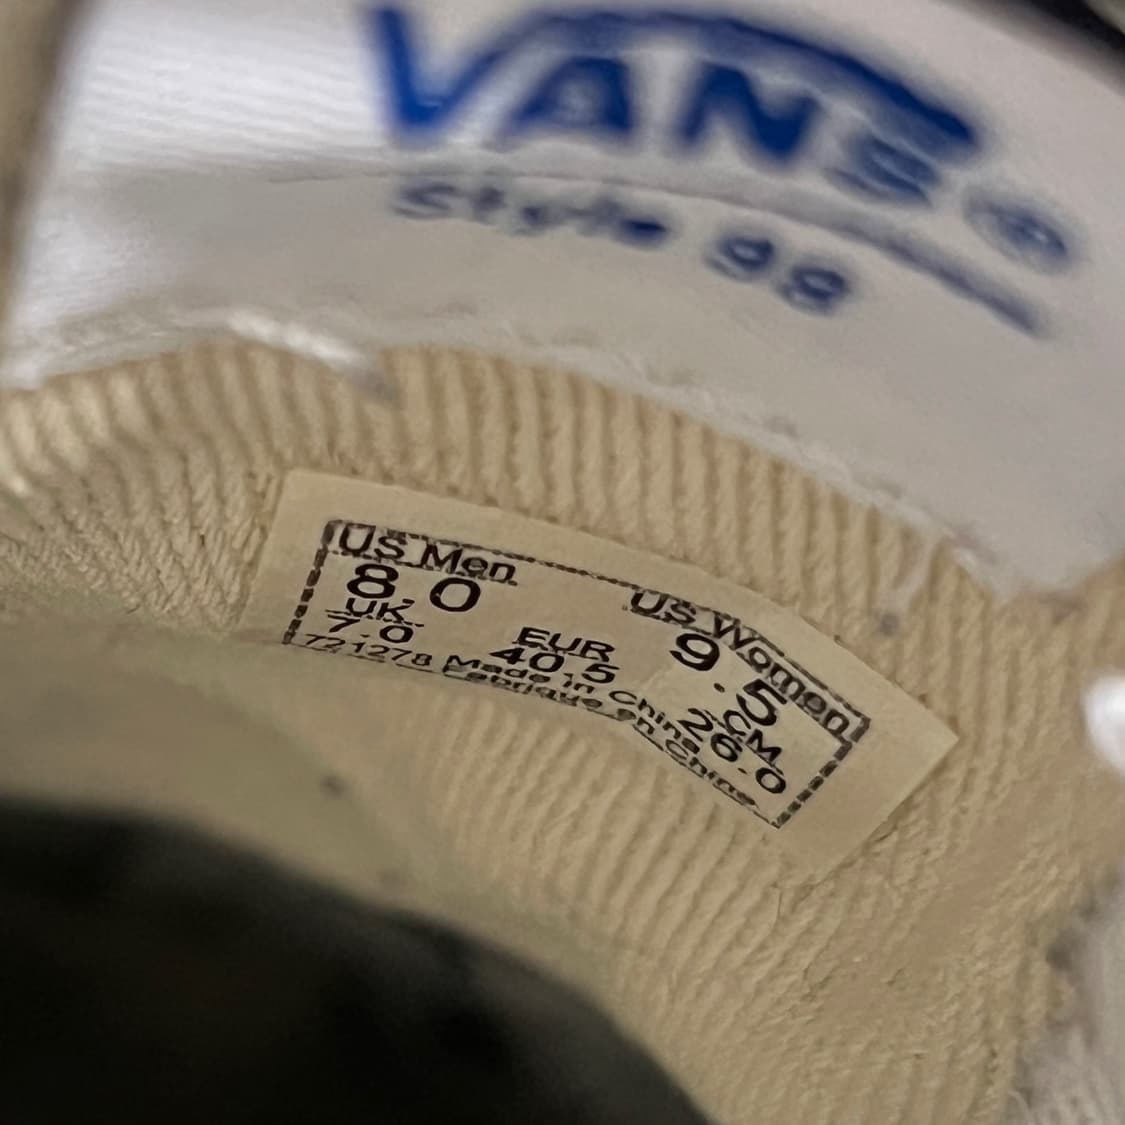 VANS®
Style 98
US Men US Women
8.0 9.5
UK EUR CM
7.0 40.5 26.0
721278 Made in China
Fabriqué en Chine